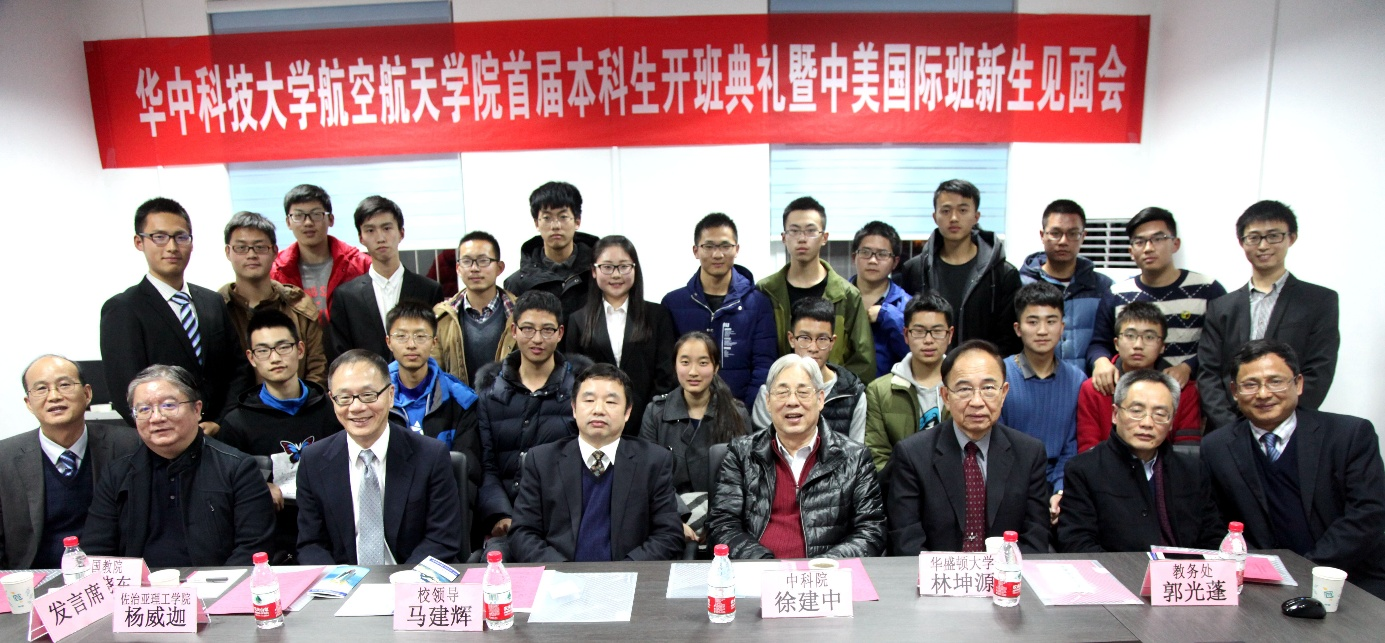 华中科技大学航空航天学院首届本科生开班典礼暨中美国际班新生见面会
国教院
发言席
佐治亚理工学院
杨威迦
校领导
马建辉
中科院
徐建中
华盛顿大学
林坤源
教务处
郭光蓬